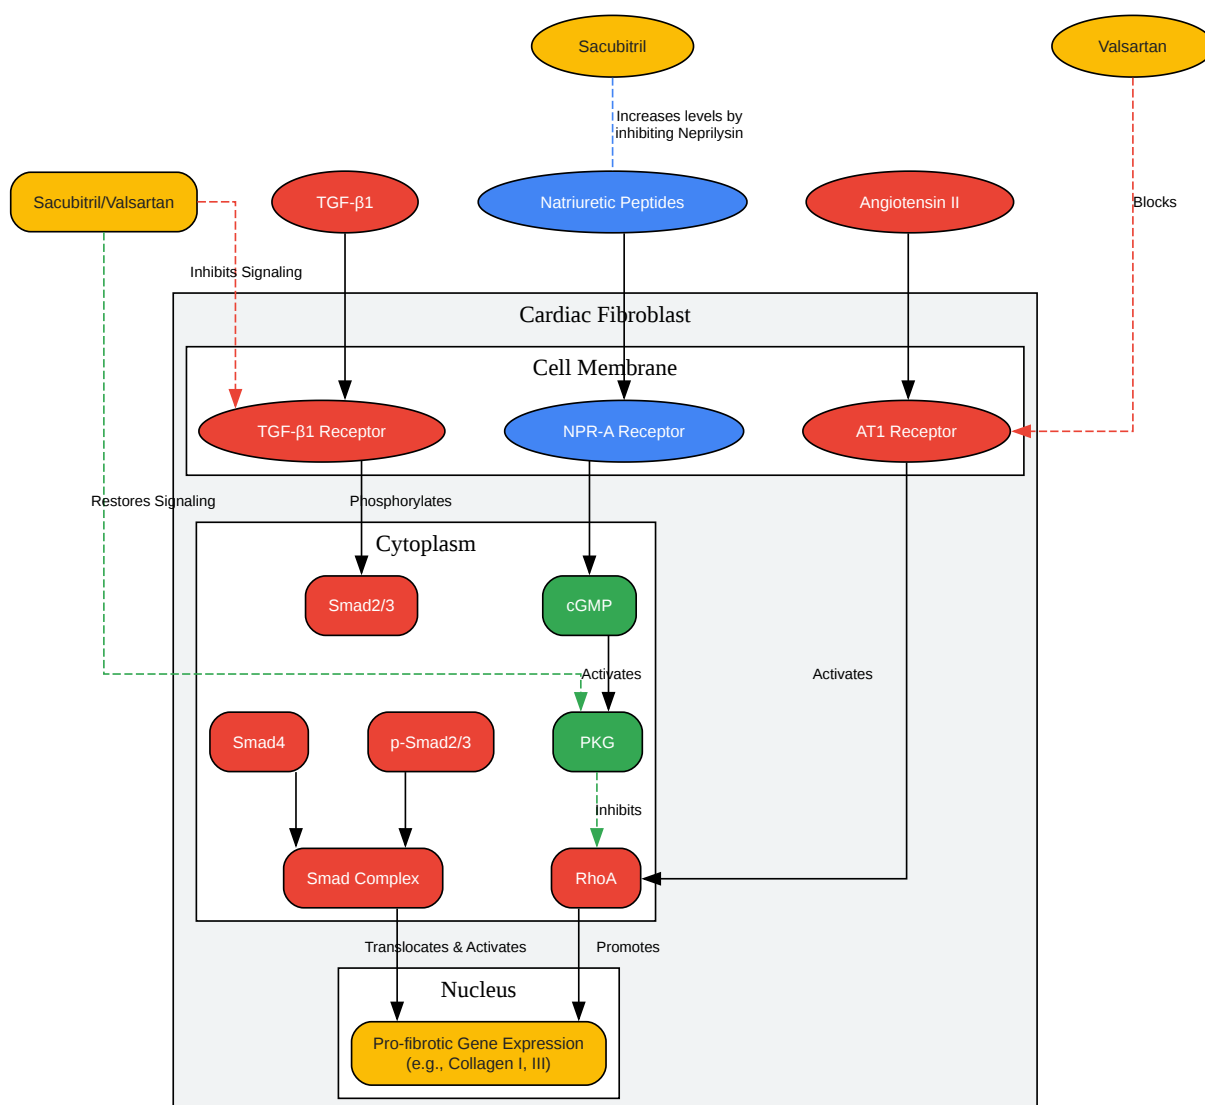 Sacubitril
Valsartan
Increases levels by
inhibiting Neprilysin
Sacubitril/Valsartan
TGF-β1
Natriuretic Peptides
Angiotensin II
Blocks
Inhibits Signaling
Cardiac Fibroblast
Cell Membrane
TGF-β1 Receptor
NPR-A Receptor
AT1 Receptor
Restores Signaling
Phosphorylates
Cytoplasm
Smad2/3
cGMP
Activates
Activates
Smad4
p-Smad2/3
PKG
Inhibits
Smad Complex
RhoA
Translocates & Activates
Promotes
Nucleus
Pro-fibrotic Gene Expression
(e.g., Collagen I, III)